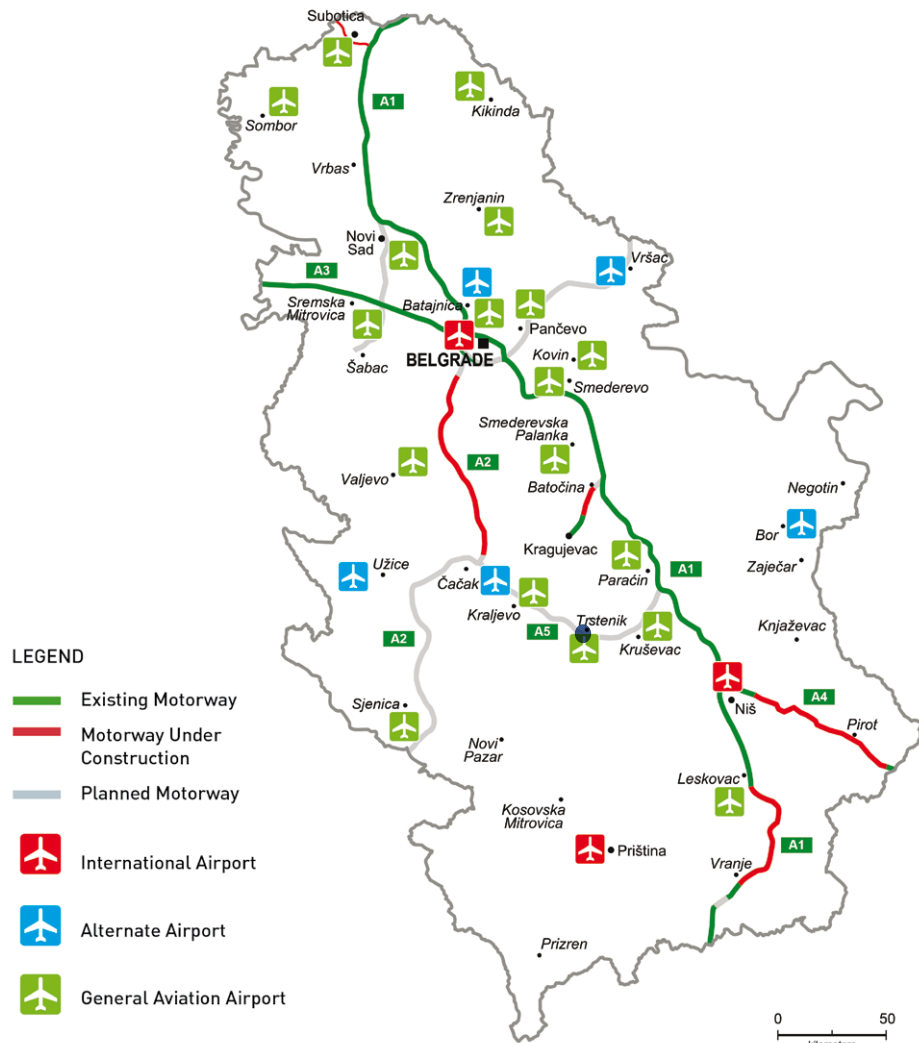 Subotica
A1
Kikinda
Sombor
Vrbas
Zrenjanin
Novi
Sad
A3
Vršac
Sremska
Mitrovica
Batajnica
Pančevo
BELGRADE
Kovin
Šabac
Smederevo
Smederevska
Palanka
A2
Valjevo
Batočina
Negotin
Bor
Kragujevac
Zaječar
Užice
Čačak
Paraćin
A1
Kraljevo
A5
Trstenik
Kruševac
Knjaževac
A2
LEGEND
Existing Motorway
Motorway Under
Construction
Planned Motorway
International Airport
Alternate Airport
General Aviation Airport
Sjenica
Novi
Pazar
Niš
A4
Pirot
Leskovac
Kosovska
Mitrovica
Priština
A1
Vranje
Prizren
0 50